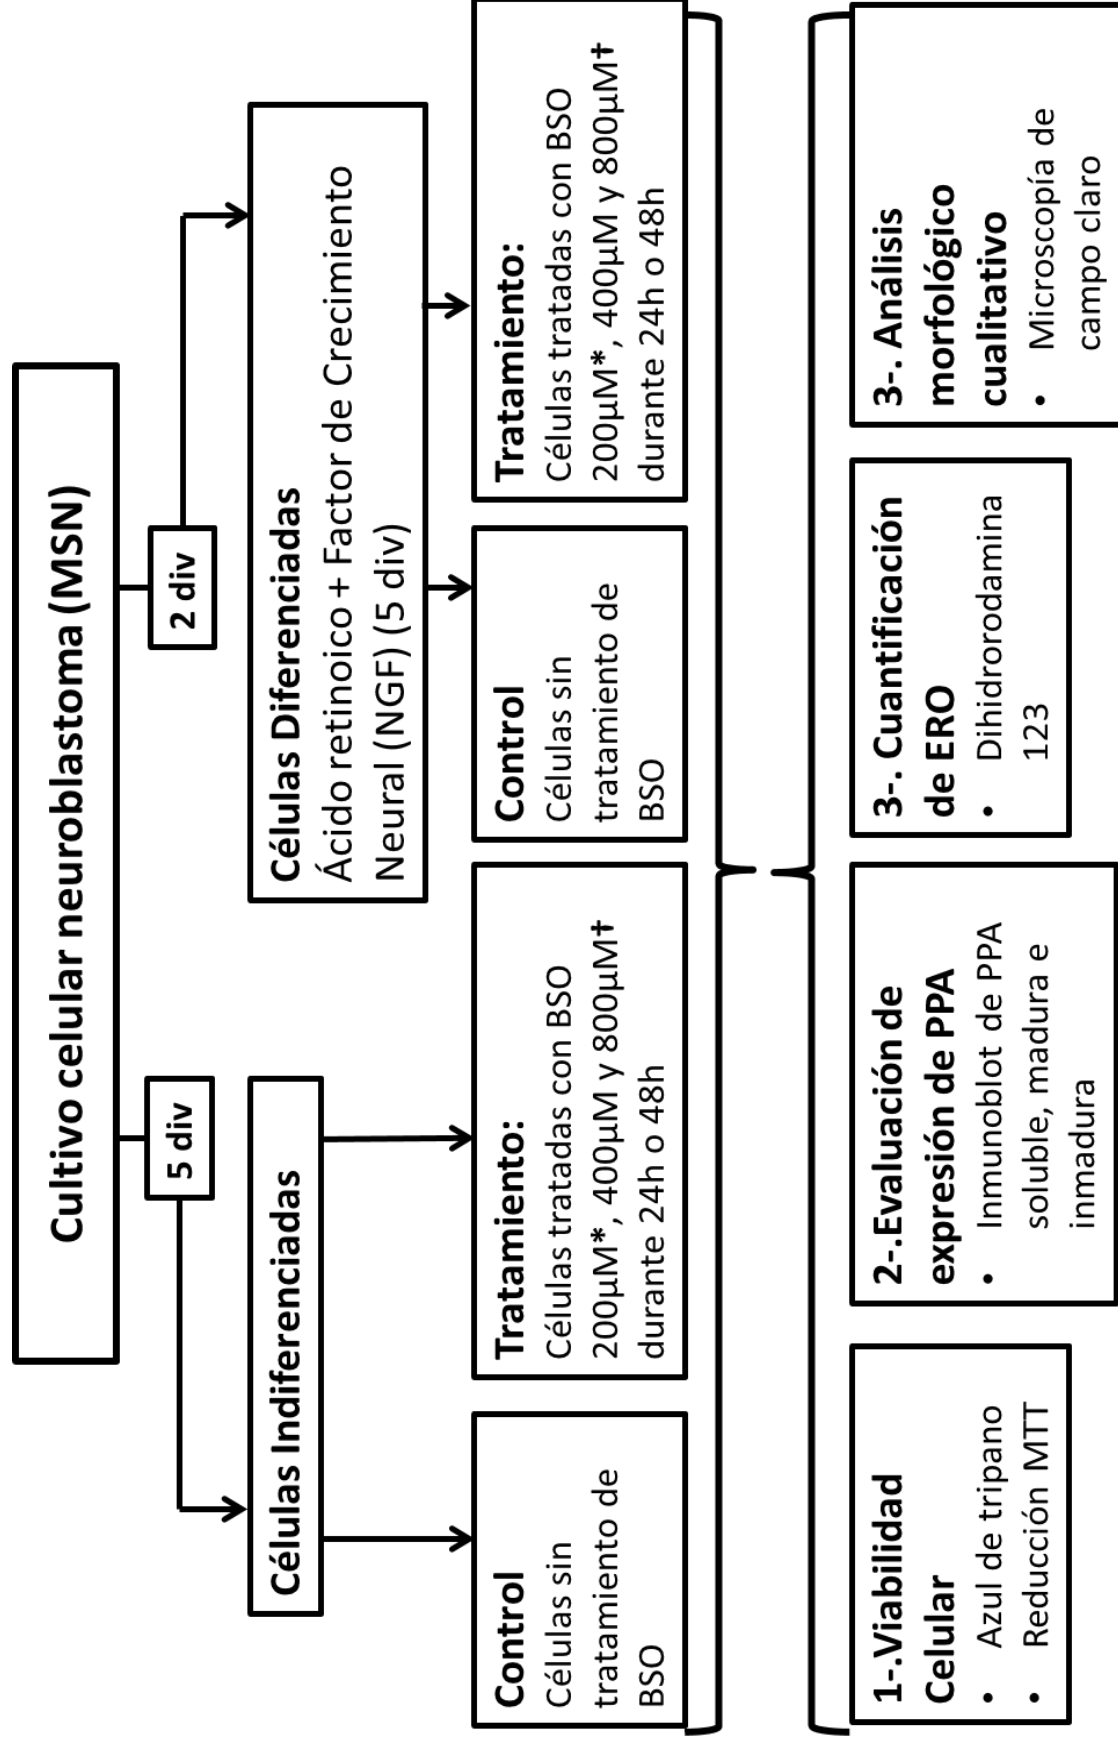 Cultivo celular neuroblastoma (MSN)
5 div
2 div
Células Indiferenciadas
Células Diferenciadas
Ácido retinoico + Factor de Crecimiento
Neural (NGF) (5 div)
Control
Células sin
tratamiento de
BSO
Tratamiento:
Células tratadas con BSO
200µM*, 400µM y 800µM†
durante 24h o 48h
Control
Células sin
tratamiento de
BSO
Tratamiento:
Células tratadas con BSO
200µM*, 400µM y 800µM†
durante 24h o 48h
1-.Viabilidad
Celular
• Azul de tripano
• Reducción MTT
2-.Evaluación de
expresión de PPA
• Inmunoblot de PPA
soluble, madura e
inmadura
3-. Cuantificación
de ERO
• Dihidrorodamina
123
3-. Análisis
morfológico
cualitativo
• Microscopía de
campo claro